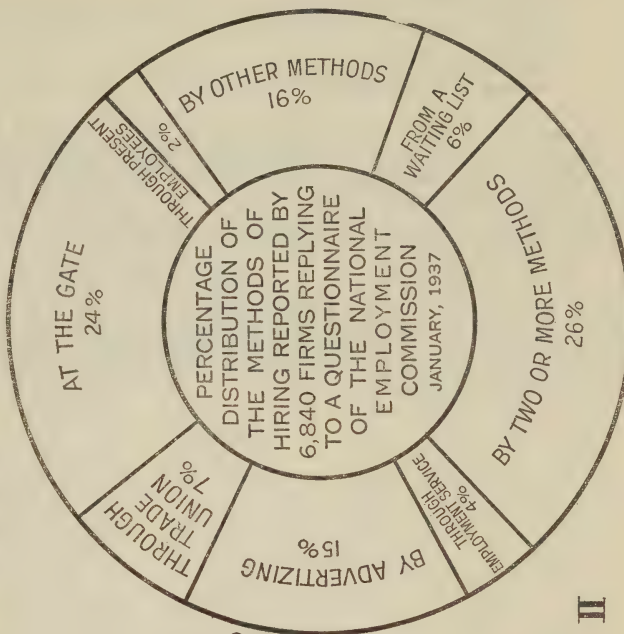 PERCENTAGE
DISTRIBUTION OF
THE METHODS OF
HIRING REPORTED BY
6,840 FIRMS REPLYING
TO A QUESTIONNAIRE
OF THE NATIONAL
EMPLOYMENT
COMMISSION
JANUARY, 1937
BY OTHER METHODS
16%
FROM A
WAITING LIST
6%
BY TWO OR MORE METHODS
26%
THROUGH
EMPLOYMENT SERVICE
4%
BY ADVERTIZING
15%
THROUGH
TRADE
UNION
7%
AT THE GATE
24%
THROUGH PRESENT
EMPLOYEES
2%
II